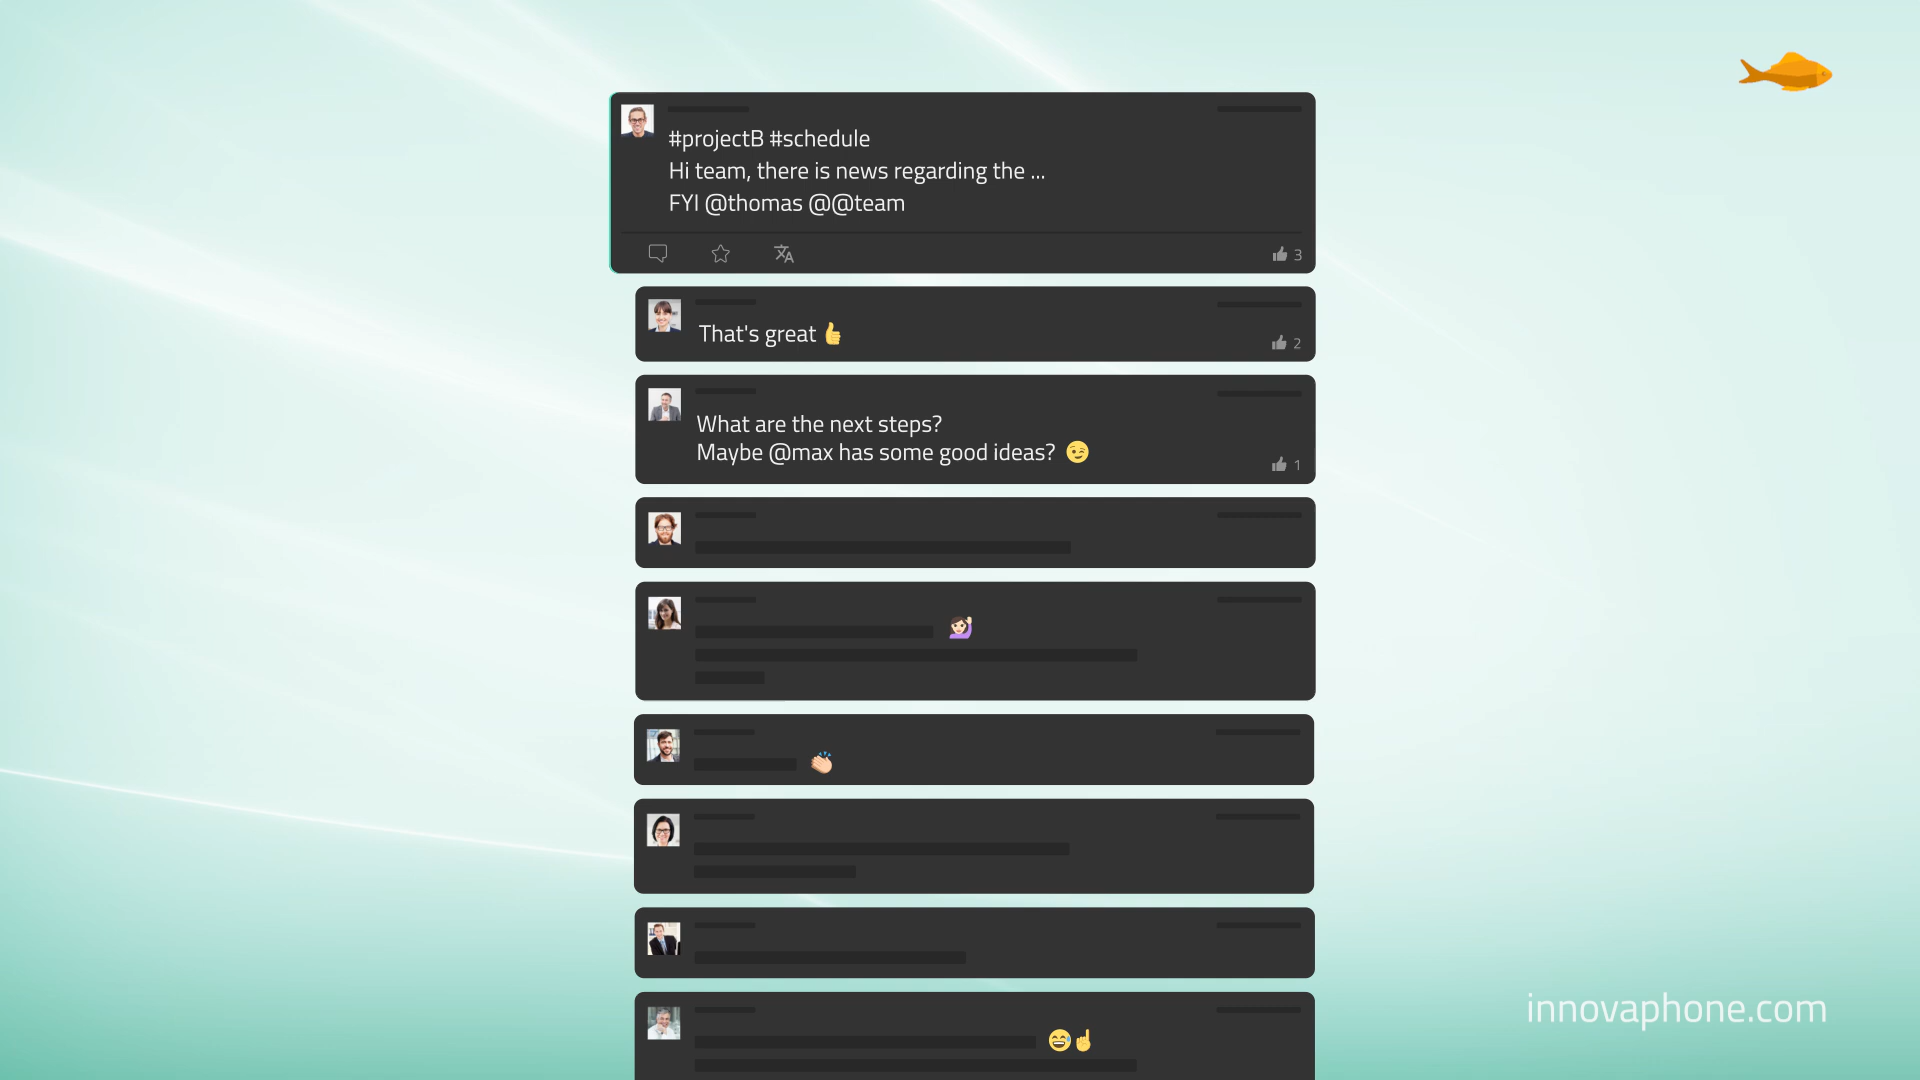 #projectB #schedule
Hi team, there is news regarding the ...
FYI @thomas @@team
3
That's great 👍
2
What are the next steps?
Maybe @max has some good ideas? 😉
1
innovaphone.com